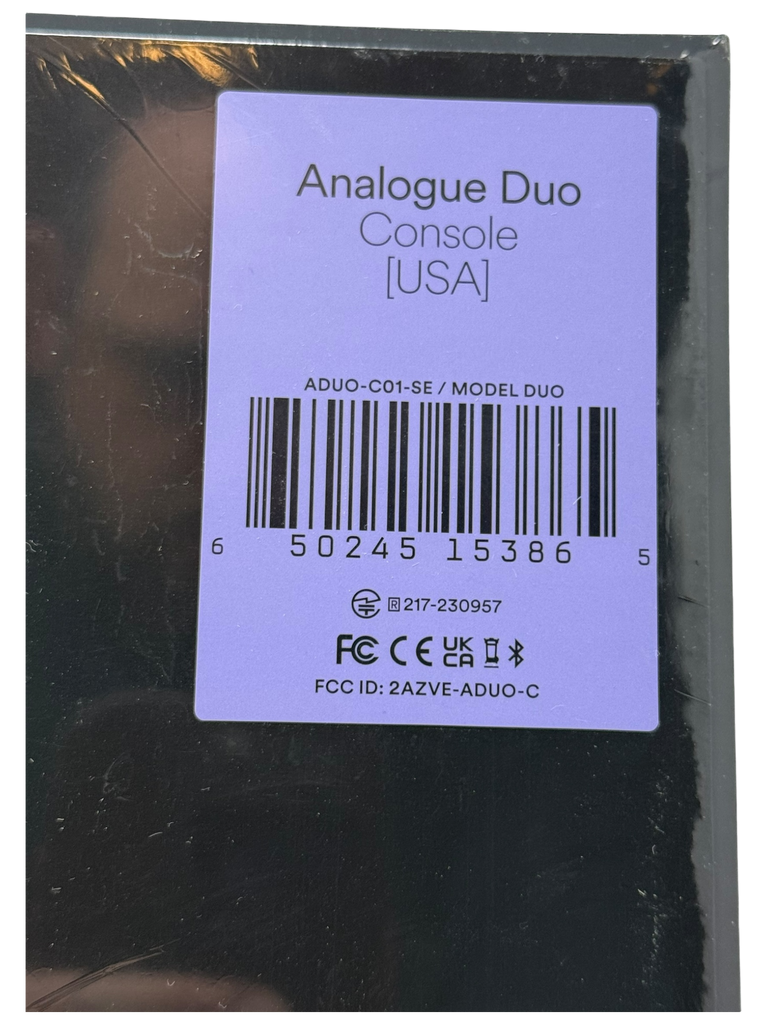 Analogue Duo
Console
[USA]
ADUO-C01-SE / MODEL DUO
6 50245 15386 5
R 217-230957
FC CE UK CA
FCC ID: 2AZVE-ADUO-C